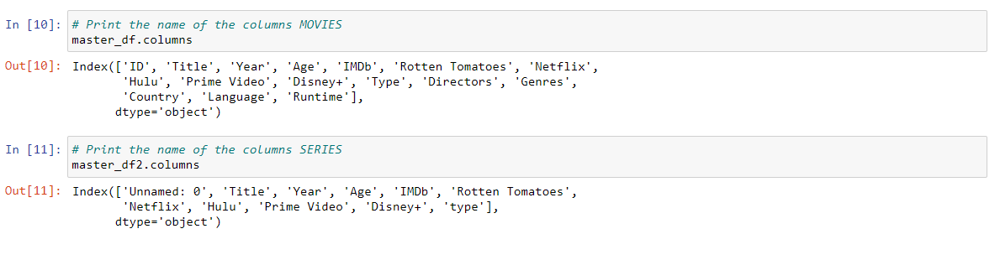 In [10]: # Print the name of the columns MOVIES
master_df.columns
Out[10]: Index(['ID', 'Title', 'Year', 'Age', 'IMDb', 'Rotten Tomatoes', 'Netflix',
'Hulu', 'Prime Video', 'Disney+', 'Type', 'Directors', 'Genres',
'Country', 'Language', 'Runtime'],
dtype='object')
In [11]: # Print the name of the columns SERIES
master_df2.columns
Out[11]: Index(['Unnamed: 0', 'Title', 'Year', 'Age', 'IMDb', 'Rotten Tomatoes',
'Netflix', 'Hulu', 'Prime Video', 'Disney+', 'type'],
dtype='object')